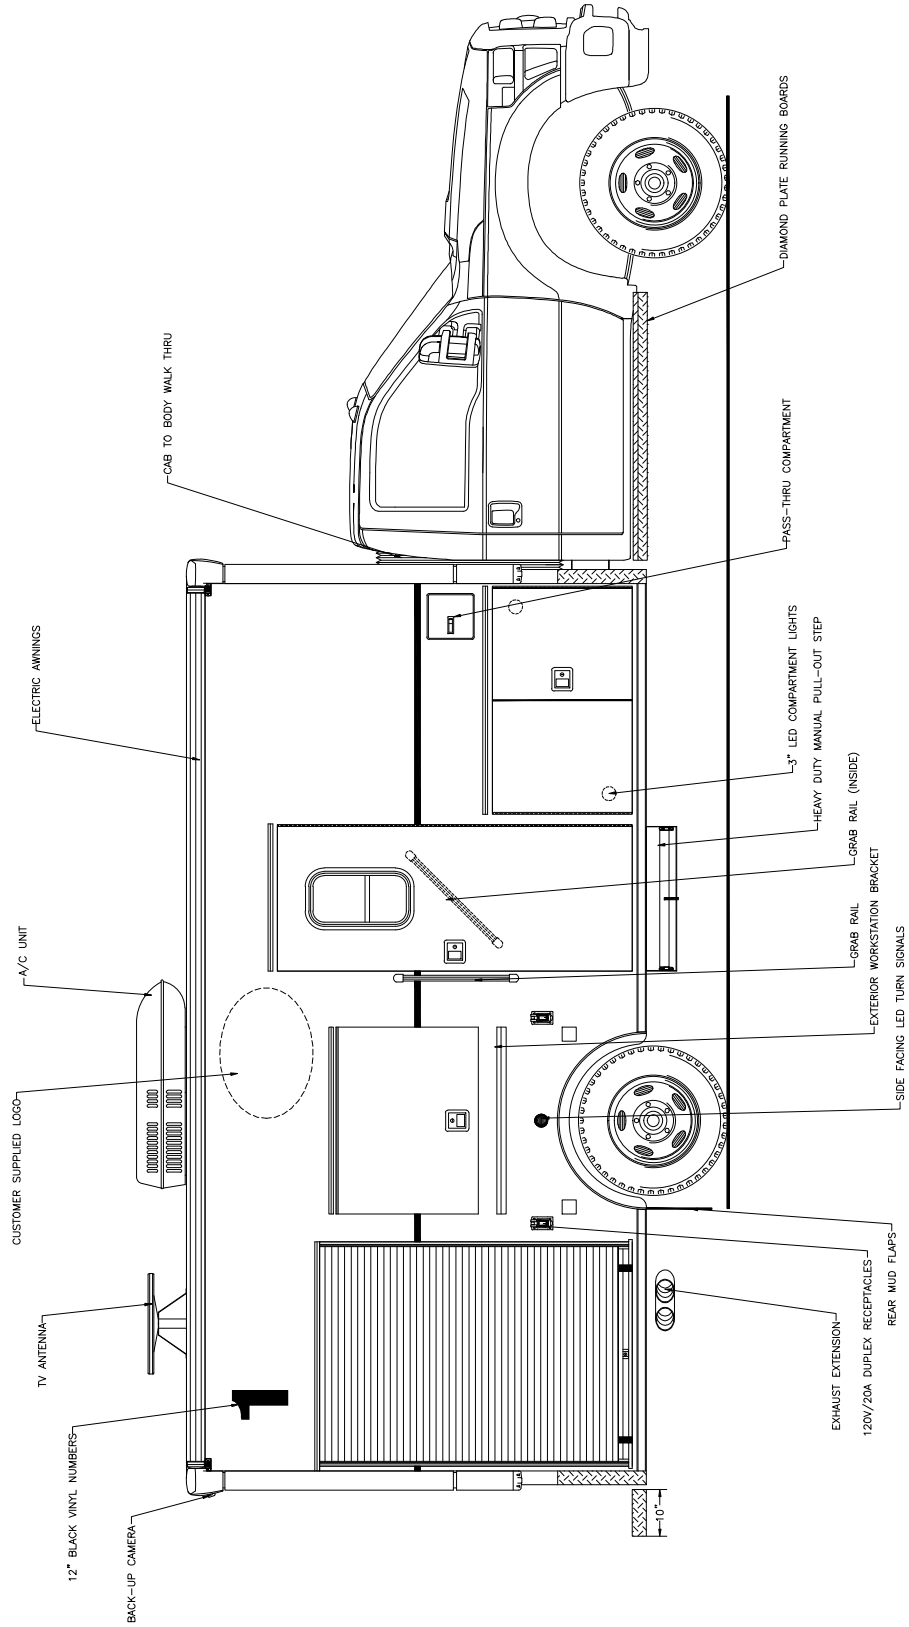 BACK-UP CAMERA
12" BLACK VINYL NUMBERS
TV ANTENNA
CUSTOMER SUPPLIED LOGO
A/C UNIT
ELECTRIC AWNINGS
CAB TO BODY WALK THRU
10"
EXHAUST EXTENSION
120V/20A DUPLEX RECEPTACLES
REAR MUD FLAPS
SIDE FACING LED TURN SIGNALS
EXTERIOR WORKSTATION BRACKET
GRAB RAIL
GRAB RAIL (INSIDE)
HEAVY DUTY MANUAL PULL-OUT STEP
3" LED COMPARTMENT LIGHTS
PASS-THRU COMPARTMENT
DIAMOND PLATE RUNNING BOARDS
1